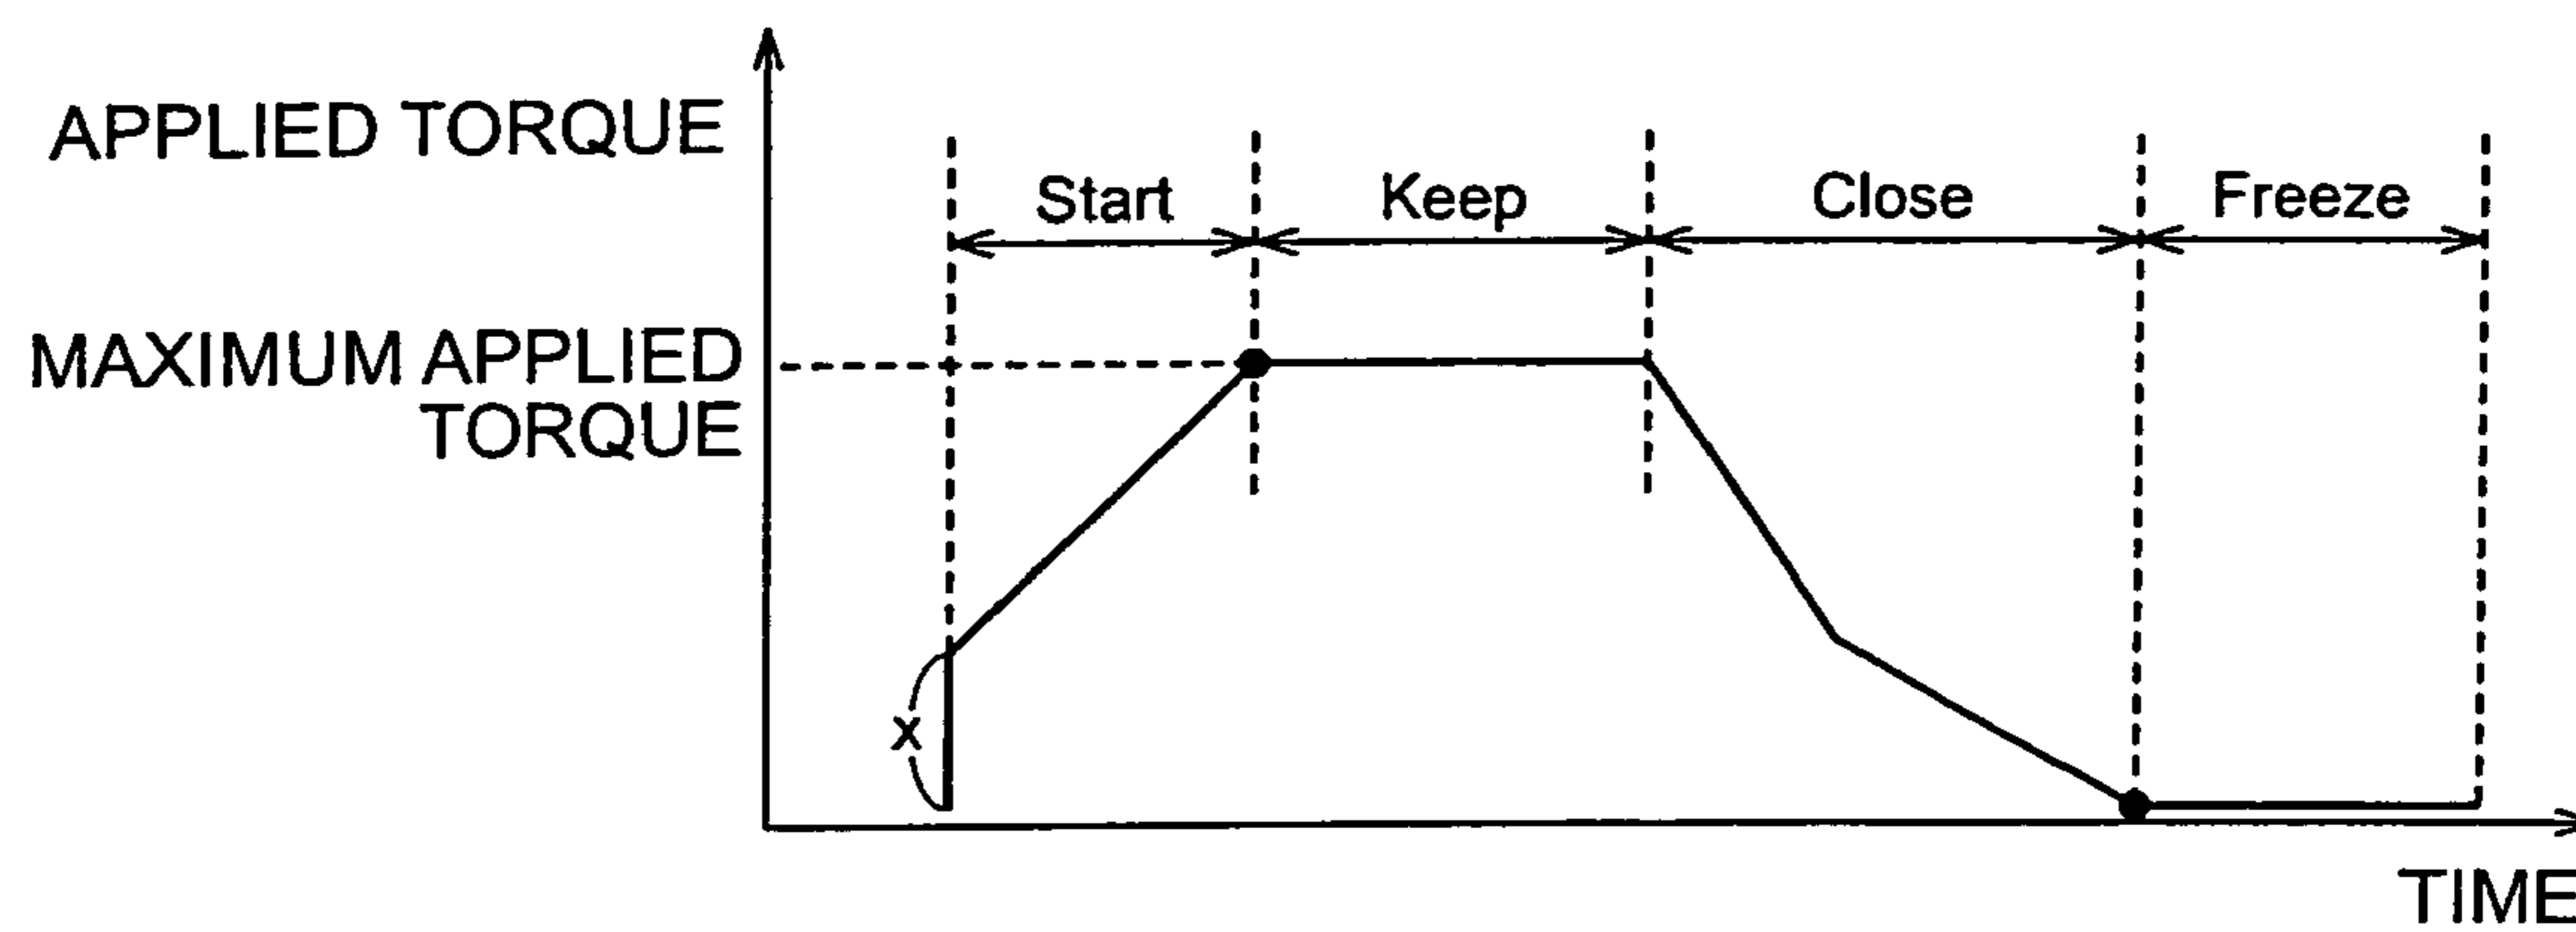 APPLIED TORQUE
Start Keep Close Freeze
MAXIMUM APPLIED
TORQUE
x
TIME